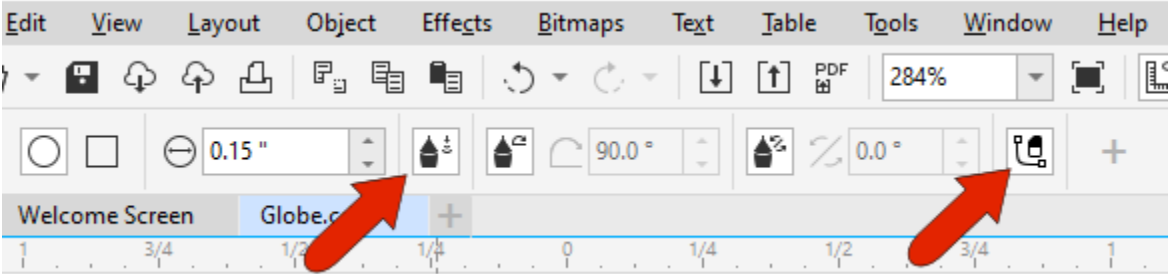 Edit View Layout Object Effects Bitmaps Text Table Tools Window Help
PDF 284%
0.15 " 90.0 ° 0.0 °
Welcome Screen
1 3/4 1/2 1/4 0 1/4 1/2 3/4 1